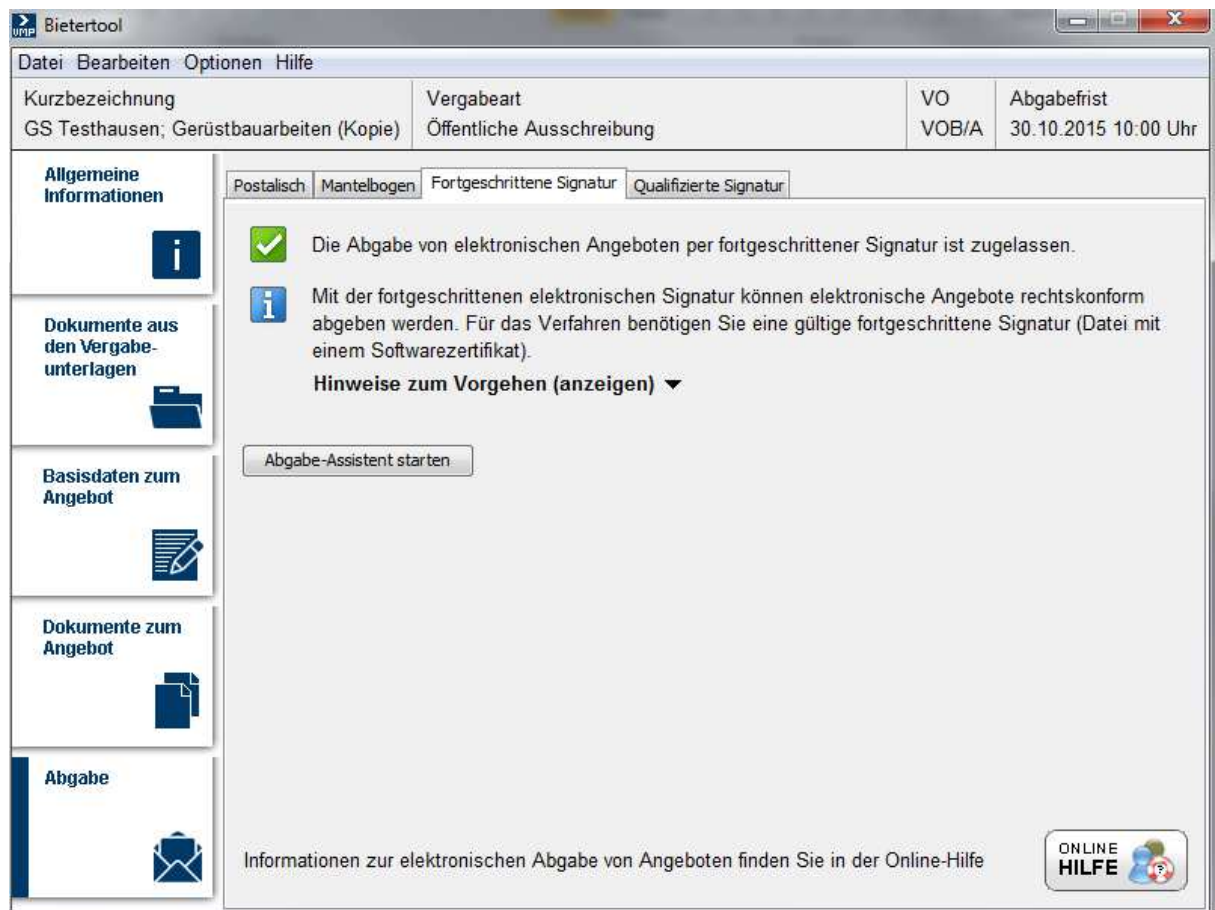 VMP Bietertool
Datei Bearbeiten Optionen Hilfe
Kurzbezeichnung
GS Testhausen; Gerüstbauarbeiten (Kopie)
Vergabeart
Öffentliche Ausschreibung
VO
VOB/A
Abgabefrist
30.10.2015 10:00 Uhr
Allgemeine
Informationen
Dokumente aus
den Vergabe-
unterlagen
Basisdaten zum
Angebot
Dokumente zum
Angebot
Abgabe
Postalisch Mantelbogen Fortgeschrittene Signatur Qualifizierte Signatur
Die Abgabe von elektronischen Angeboten per fortgeschrittener Signatur ist zugelassen.
Mit der fortgeschrittenen elektronischen Signatur können elektronische Angebote rechtskonform
abgeben werden. Für das Verfahren benötigen Sie eine gültige fortgeschrittene Signatur (Datei mit
einem Softwarezertifikat).
Hinweise zum Vorgehen (anzeigen)
Abgabe-Assistent starten
Informationen zur elektronischen Abgabe von Angeboten finden Sie in der Online-Hilfe
ONLINE
HILFE